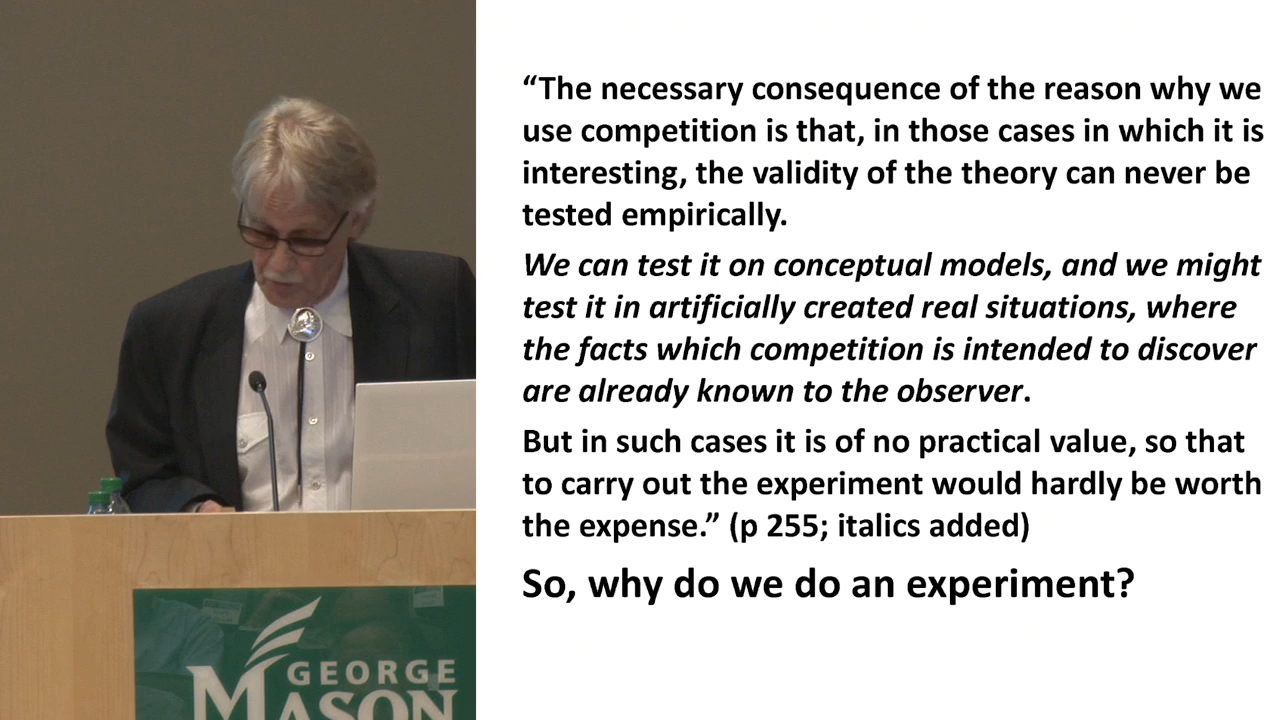 “The necessary consequence of the reason why we
use competition is that, in those cases in which it is
interesting, the validity of the theory can never be
tested empirically.
We can test it on conceptual models, and we might
test it in artificially created real situations, where
the facts which competition is intended to discover
are already known to the observer.
But in such cases it is of no practical value, so that
to carry out the experiment would hardly be worth
the expense.” (p 255; italics added)
So, why do we do an experiment?
GEORGE
MASON